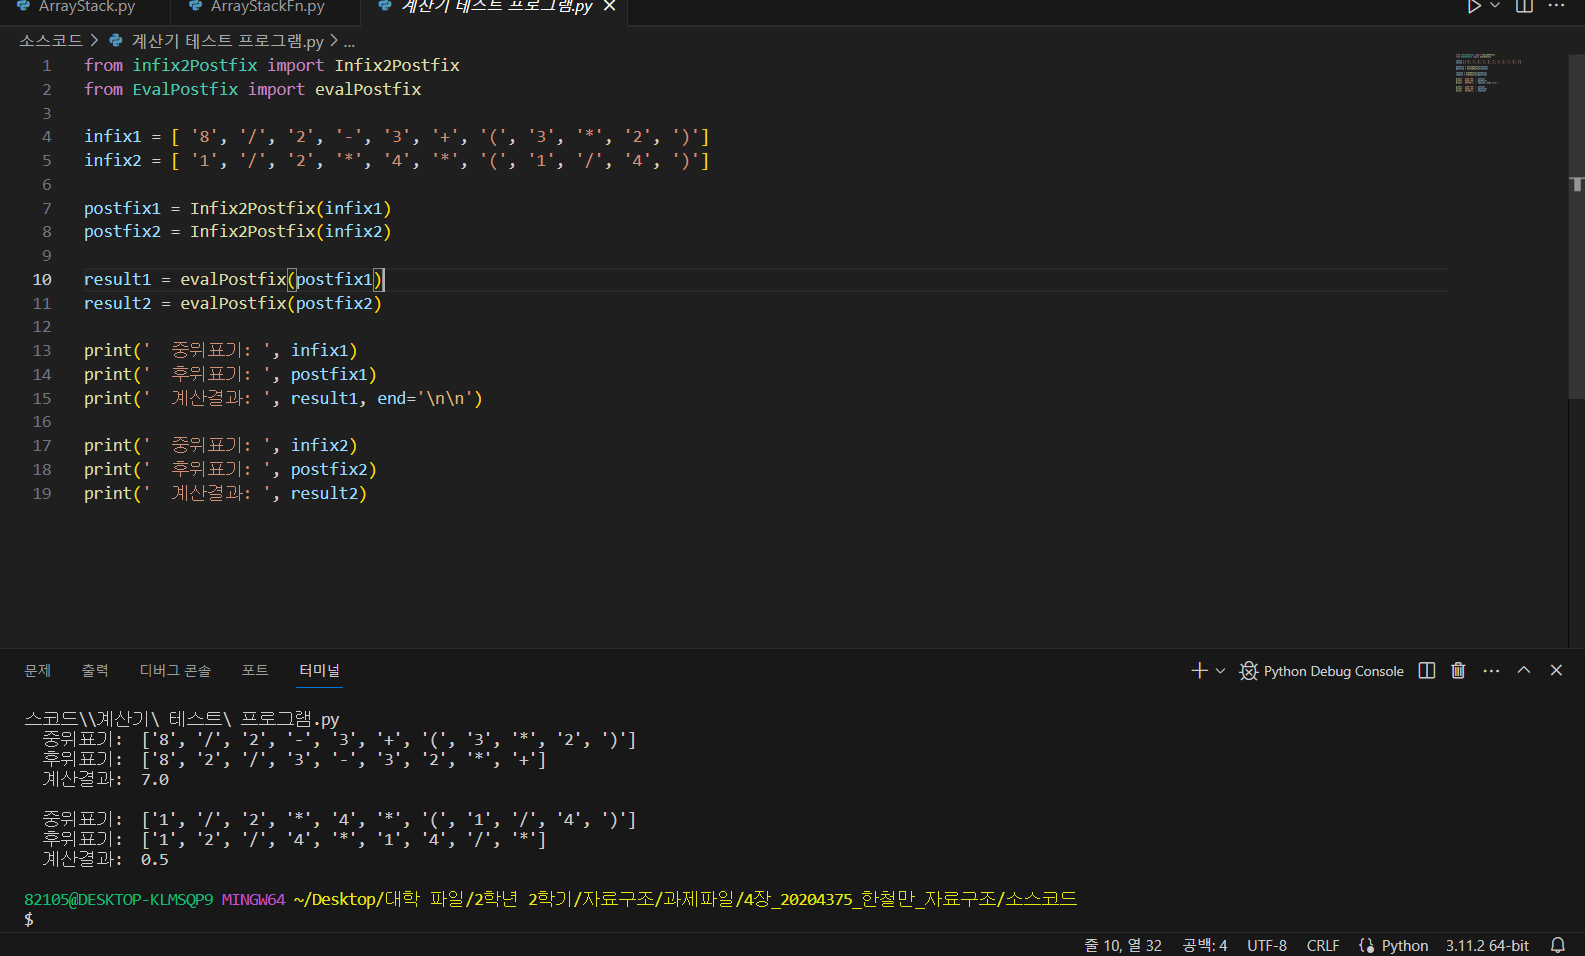 ArrayStack.py ArrayStackFn.py 계산기 테스트 프로그램.py
소스코드 > 계산기 테스트 프로그램.py > ...
1 from infix2Postfix import Infix2Postfix
2 from EvalPostfix import evalPostfix
3
4 infix1 = [ '8', '/', '2', '-', '3', '+', '(', '3', '*', '2', ')']
5 infix2 = [ '1', '/', '2', '*', '4', '*', '(', '1', '/', '4', ')']
6
7 postfix1 = Infix2Postfix(infix1)
8 postfix2 = Infix2Postfix(infix2)
9
10 result1 = evalPostfix(postfix1)
11 result2 = evalPostfix(postfix2)
12
13 print('  중위표기: ', infix1)
14 print('  후위표기: ', postfix1)
15 print('  계산결과: ', result1, end='\n\n')
16
17 print('  중위표기: ', infix2)
18 print('  후위표기: ', postfix2)
19 print('  계산결과: ', result2)
문제 출력 디버그 콘솔 포트 터미널 Python Debug Console
스코드\\계산기\ 테스트\ 프로그램.py
중위표기:  ['8', '/', '2', '-', '3', '+', '(', '3', '*', '2', ')']
후위표기:  ['8', '2', '/', '3', '-', '3', '2', '*', '+']
계산결과:  7.0
중위표기:  ['1', '/', '2', '*', '4', '*', '(', '1', '/', '4', ')']
후위표기:  ['1', '2', '/', '4', '*', '1', '4', '/', '*']
계산결과:  0.5
82105@DESKTOP-KLMSQP9 MINGW64 ~/Desktop/대학 파일/2학년 2학기/자료구조/과제파일/4장_20204375_한철만_자료구조/소스코드
$
줄 10, 열 32 공백: 4 UTF-8 CRLF Python 3.11.2 64-bit